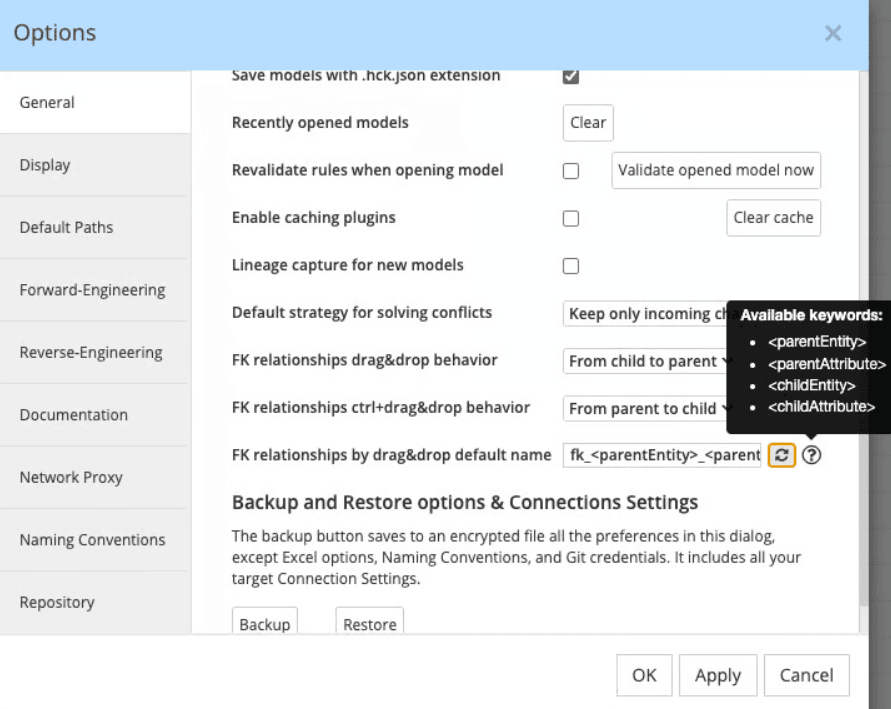 Options
General
Display
Default Paths
Forward-Engineering
Reverse-Engineering
Documentation
Network Proxy
Naming Conventions
Repository
Save models with .hck.json extension
Recently opened models Clear
Revalidate rules when opening model Validate opened model now
Enable caching plugins Clear cache
Lineage capture for new models
Default strategy for solving conflicts Keep only incoming
FK relationships drag&drop behavior From child to parent
FK relationships ctrl+drag&drop behavior From parent to child
FK relationships by drag&drop default name fk_<parentEntity>_<parent
Available keywords:
• <parentEntity>
• <parentAttribute>
• <childEntity>
• <childAttribute>
Backup and Restore options & Connections Settings
The backup button saves to an encrypted file all the preferences in this dialog,
except Excel options, Naming Conventions, and Git credentials. It includes all your
target Connection Settings.
Backup Restore
OK Apply Cancel